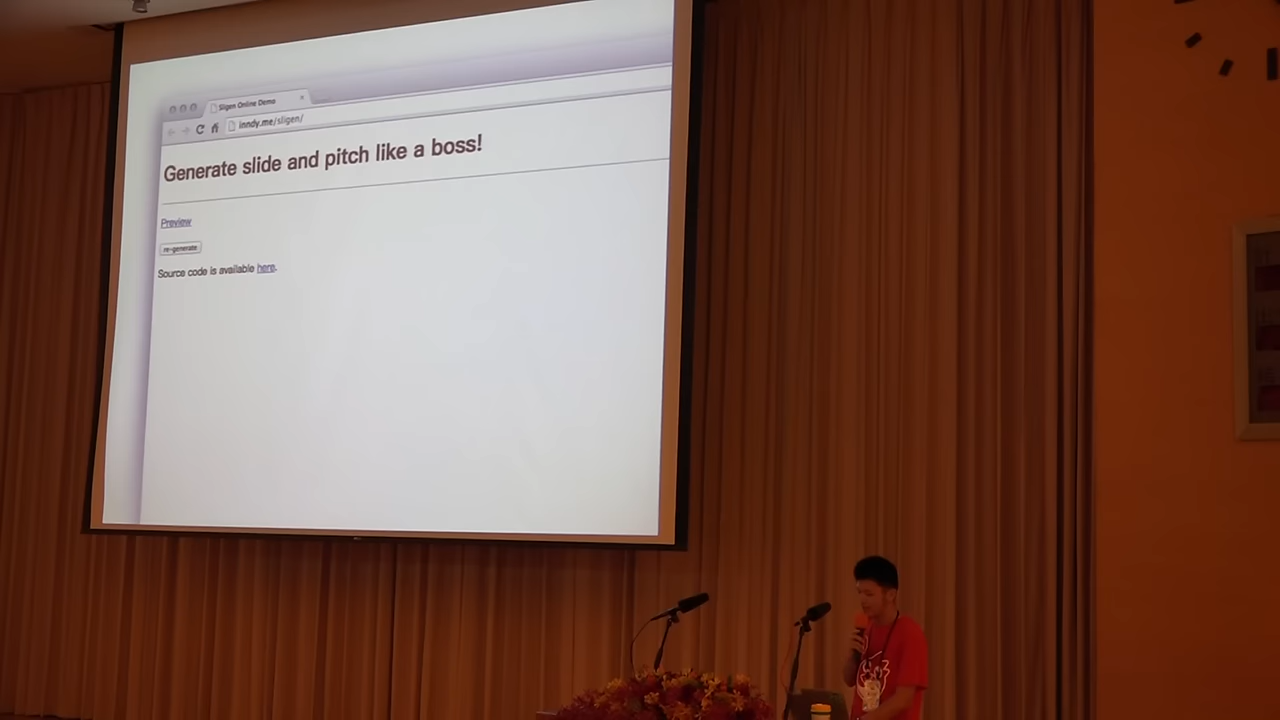 Sligen Online Demo
inndy.me/sligen/
Generate slide and pitch like a boss!
Preview
re-generate
Source code is available here.